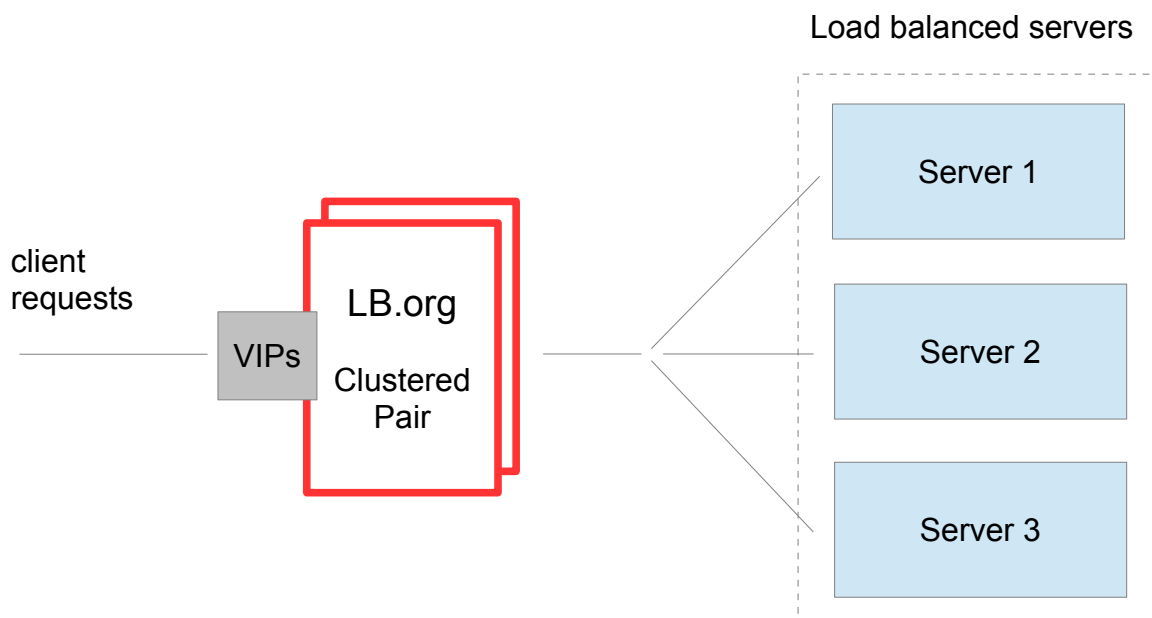 Load balanced servers
Server 1
client
requests
LB.org
VIPs
Clustered
Pair
Server 2
Server 3